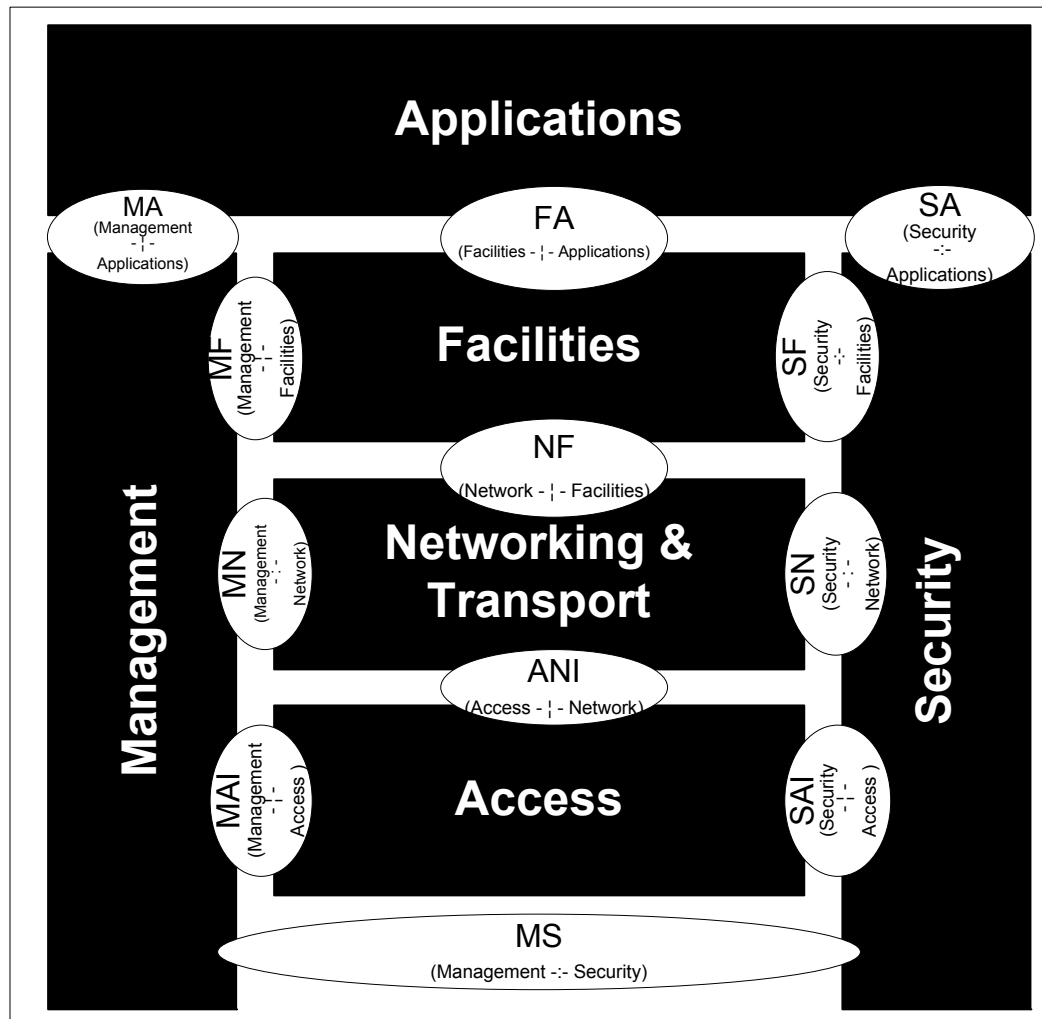 Applications
MA
(Management
-¦-
Applications)
FA
(Facilities -¦- Applications)
SA
(Security
-:-
Applications)
MF
(Management
-¦-
Facilities)
Facilities
SF
(Security
-:-
Facilities)
NF
(Network -¦- Facilities)
Management
MN
(Management
-:-
Network)
Networking &
Transport
SN
(Security
-:-
Network)
Security
ANI
(Access -¦- Network)
MAI
(Management
-¦-
Access )
Access
SAI
(Security
-¦-
Access )
MS
(Management -:- Security)